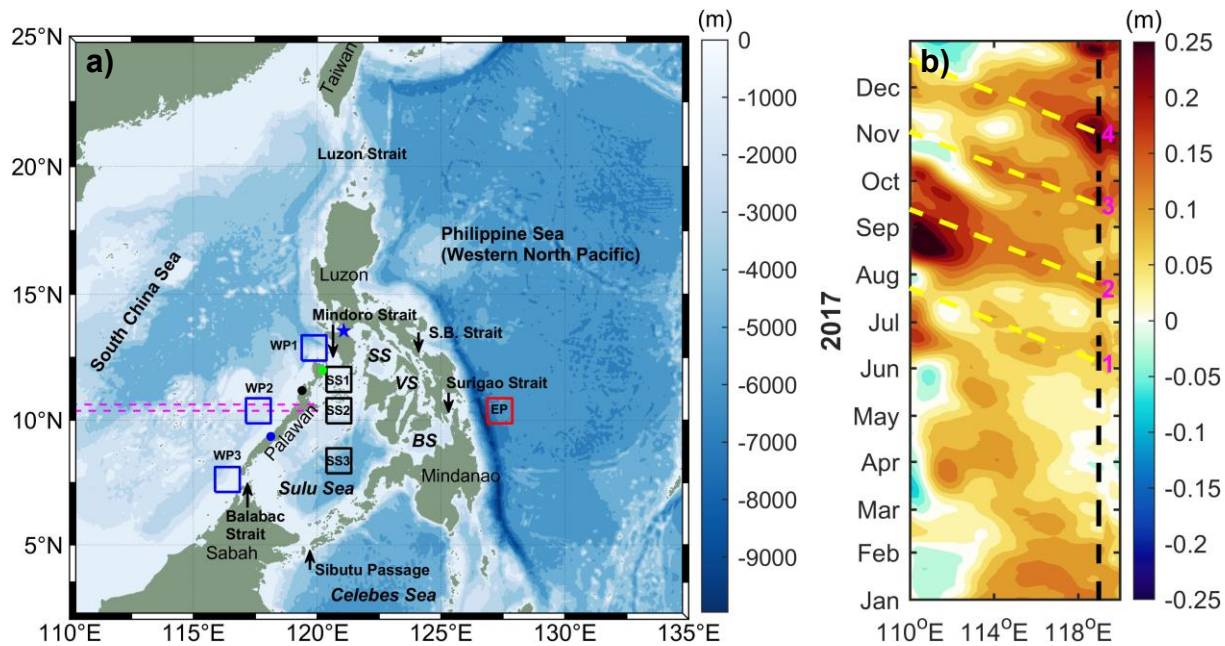 a)
25°N
20°N
15°N
10°N
5°N
110°E
115°E
120°E
125°E
130°E
135°E
Taiwan
Luzon Strait
Philippine Sea
(Western North Pacific)
South China Sea
Luzon
Mindoro Strait
S.B. Strait
WP1
SS
SS1
VS
Surigao Strait
WP2
SS2
EP
Palawan
BS
WP3
SS3
Mindanao
Sulu Sea
Balabac
Strait
Sabah
Sibutu Passage
Celebes Sea
(m)
0
-1000
-2000
-3000
-4000
-5000
-6000
-7000
-8000
-9000
b)
2017
Dec
Nov
Oct
Sep
Aug
Jul
Jun
May
Apr
Mar
Feb
Jan
4
3
2
1
110°E
114°E
118°E
(m)
0.25
0.2
0.15
0.1
0.05
0
-0.05
-0.1
-0.15
-0.2
-0.25